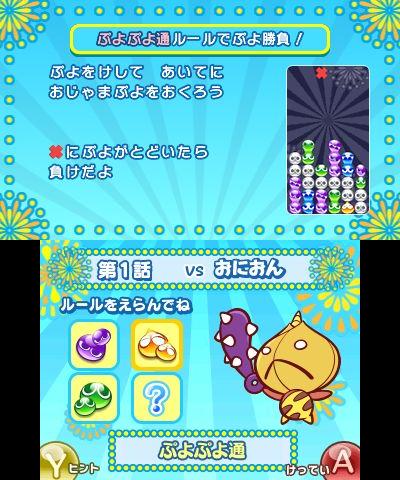 ぷよぷよ通ルールでぷよ勝負！
ぷよをけして　あいてに
おじゃまぷよをおくろう
✖にぷよがとどいたら
負けだよ
第1話　VS おにおん
ルールをえらんでね
?
ぷよぷよ通
Y ヒント
けってい A